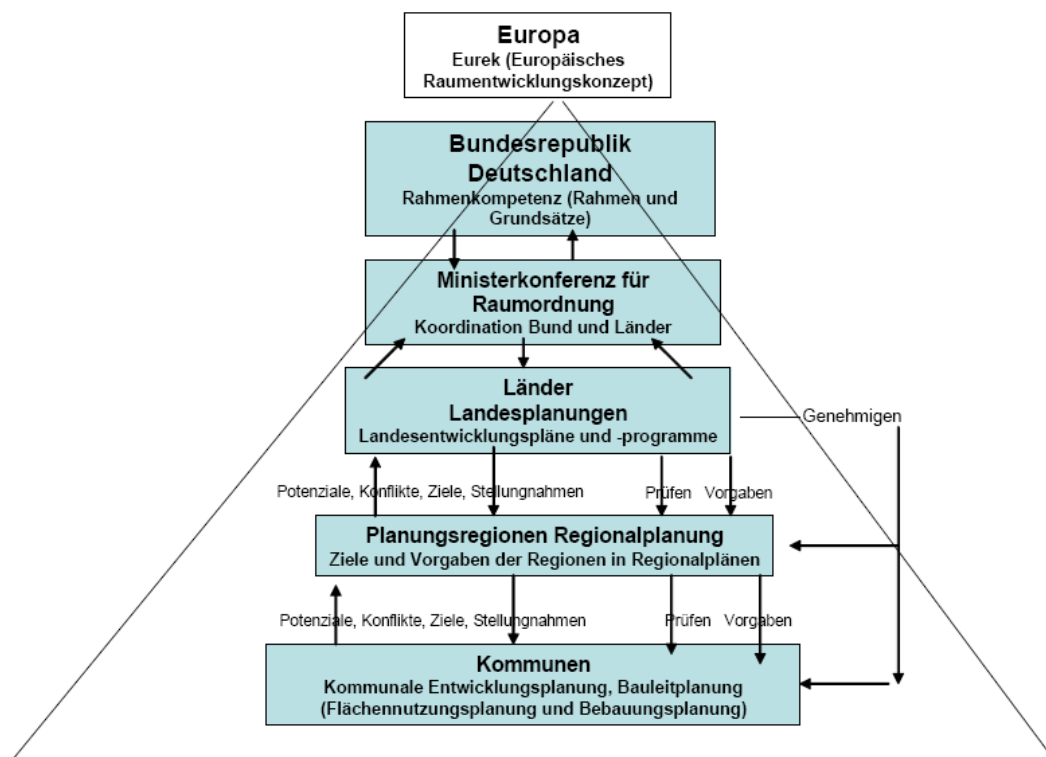 Europa
Eurek (Europäisches
Raumentwicklungskonzept)
Bundesrepublik
Deutschland
Rahmenkompetenz (Rahmen und
Grundsätze)
Ministerkonferenz für
Raumordnung
Koordination Bund und Länder
Länder
Landesplanungen
Landesentwicklungspläne und -programme
Genehmigen
Potenziale, Konflikte, Ziele, Stellungnahmen
Prüfen
Vorgaben
Planungsregionen Regionalplanung
Ziele und Vorgaben der Regionen in Regionalplänen
Potenziale, Konflikte, Ziele, Stellungnahmen
Prüfen
Vorgaben
Kommunen
Kommunale Entwicklungsplanung, Bauleitplanung
(Flächennutzungsplanung und Bebauungsplanung)